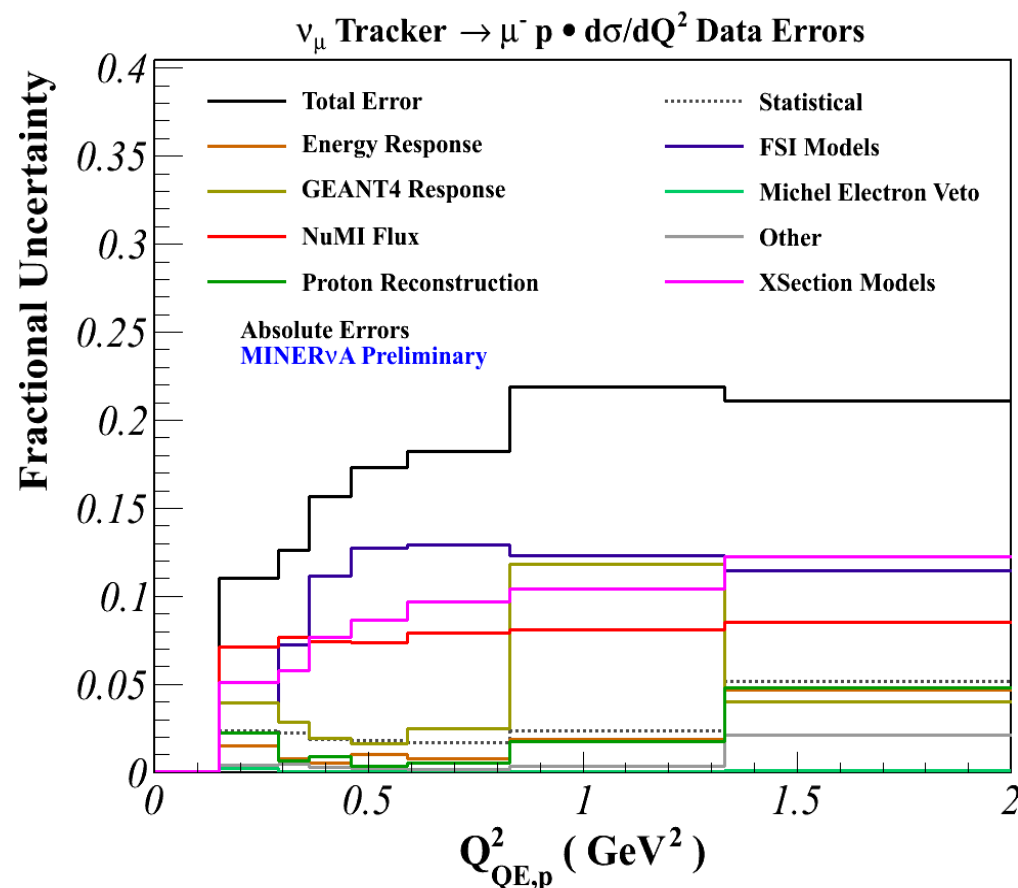 ν_μ Tracker → μ⁻ p • dσ/dQ² Data Errors
Fractional Uncertainty
0.4
0.35
0.3
0.25
0.2
0.15
0.1
0.05
0
Total Error
Energy Response
GEANT4 Response
NuMI Flux
Proton Reconstruction
Statistical
FSI Models
Michel Electron Veto
Other
XSection Models
Absolute Errors
MINERνA Preliminary
0 0.5 1 1.5 2
Q²_QE,p ( GeV² )